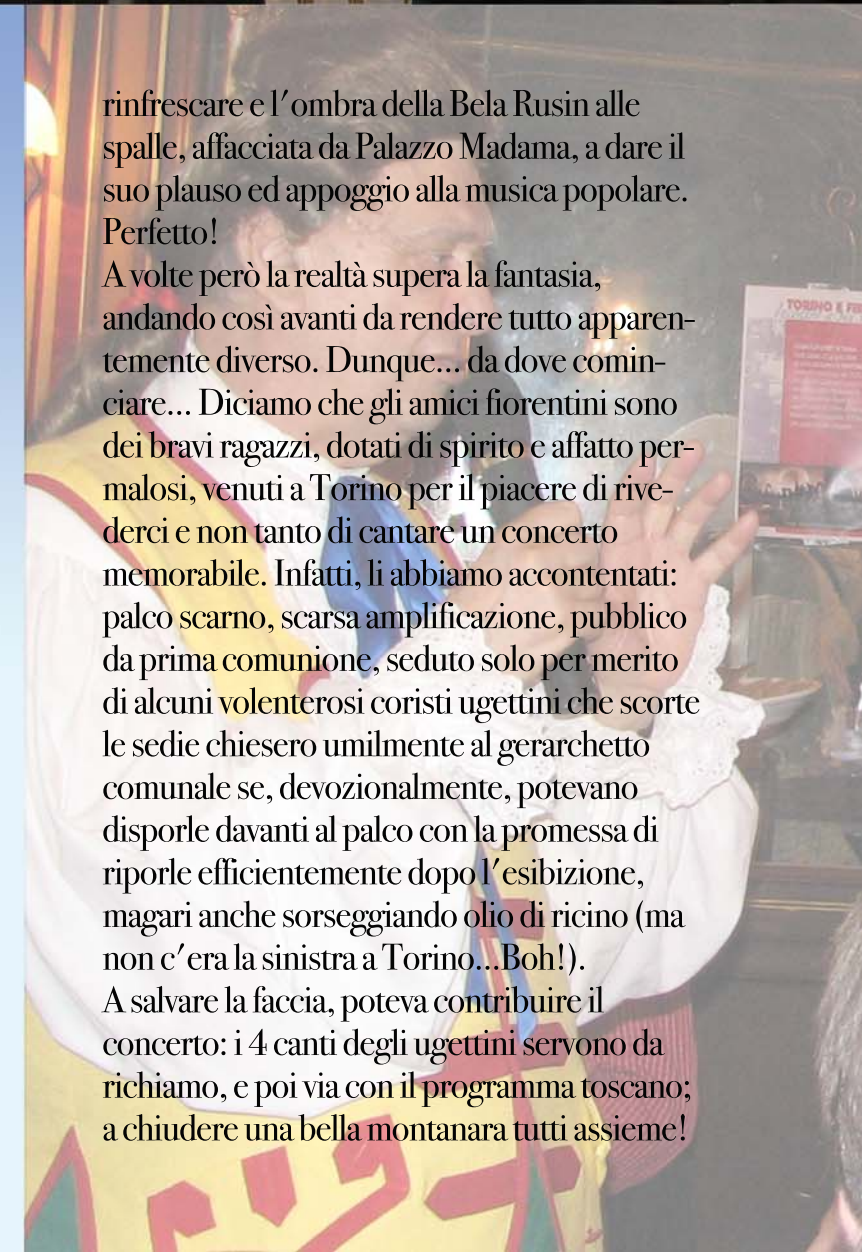 rinfrescare e l'ombra della Bela Rusin alle
spalle, affacciata da Palazzo Madama, a dare il
suo plauso ed appoggio alla musica popolare.
Perfetto!
A volte però la realtà supera la fantasia,
andando così avanti da rendere tutto apparen-
temente diverso. Dunque... da dove comin-
ciare... Diciamo che gli amici fiorentini sono
dei bravi ragazzi, dotati di spirito e affatto per-
malosi, venuti a Torino per il piacere di rive-
derci e non tanto di cantare un concerto
memorabile. Infatti, li abbiamo accontentati:
palco scarno, scarsa amplificazione, pubblico
da prima comunione, seduto solo per merito
di alcuni volenterosi coristi ugettini che scorte
le sedie chiesero umilmente al gerarchetto
comunale se, devozionalmente, potevano
disporle davanti al palco con la promessa di
riporle efficientemente dopo l'esibizione,
magari anche sorseggiando olio di ricino (ma
non c'era la sinistra a Torino...Boh!).
A salvare la faccia, poteva contribuire il
concerto: i 4 canti degli ugettini servono da
richiamo, e poi via con il programma toscano;
a chiudere una bella montanara tutti assieme!
TORINO E